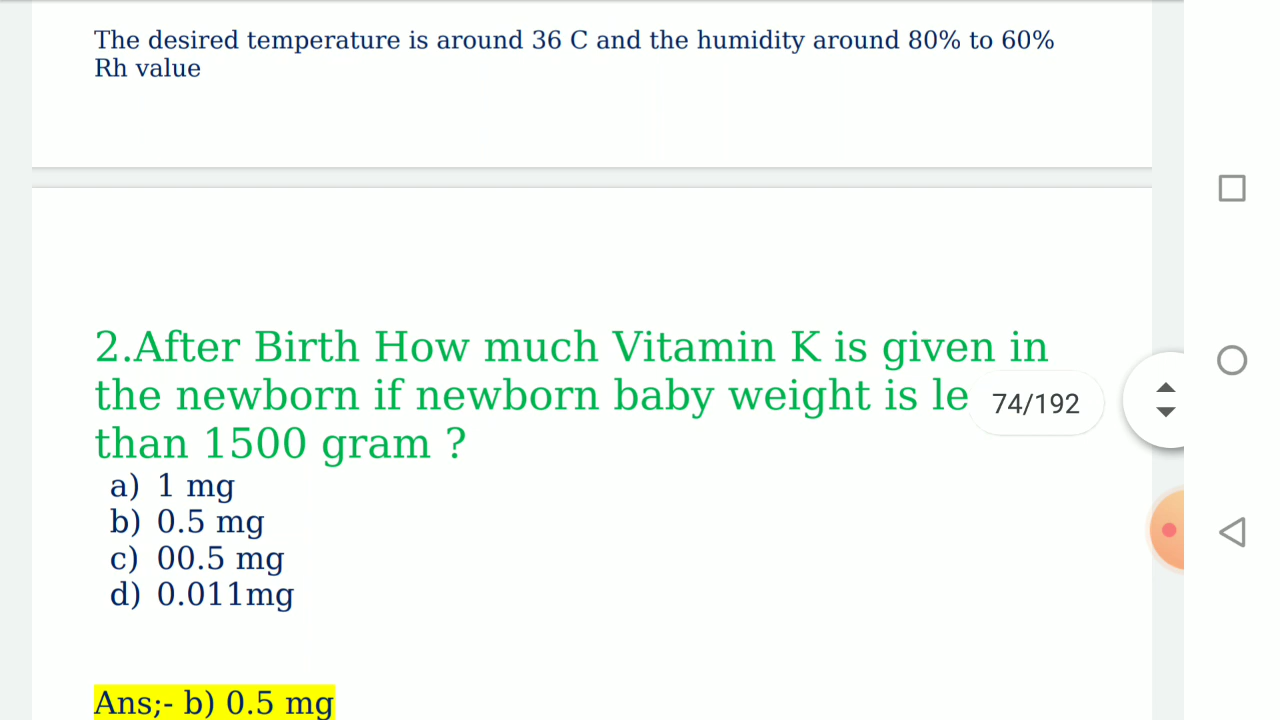 The desired temperature is around 36 C and the humidity around 80% to 60%
Rh value
2.After Birth How much Vitamin K is given in
the newborn if newborn baby weight is le
74/192
than 1500 gram ?
a) 1 mg
b) 0.5 mg
c) 00.5 mg
d) 0.011mg
Ans;- b) 0.5 mg